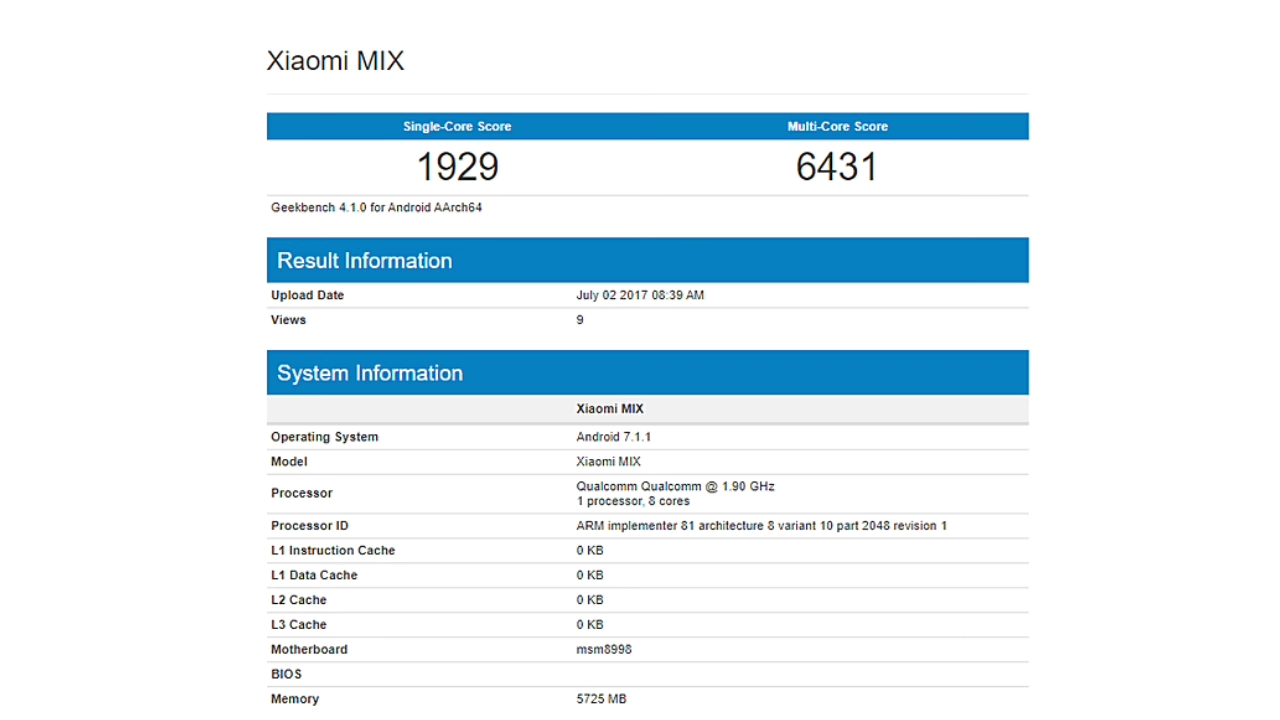 Xiaomi MIX
Single-Core Score Multi-Core Score
1929 6431
Geekbench 4.1.0 for Android AArch64
Result Information
Upload Date July 02 2017 08:39 AM
Views 9
System Information
Xiaomi MIX
Operating System Android 7.1.1
Model Xiaomi MIX
Processor Qualcomm Qualcomm @ 1.90 GHz
1 processor, 8 cores
Processor ID ARM implementer 81 architecture 8 variant 10 part 2048 revision 1
L1 Instruction Cache 0 KB
L1 Data Cache 0 KB
L2 Cache 0 KB
L3 Cache 0 KB
Motherboard msm8998
BIOS
Memory 5725 MB